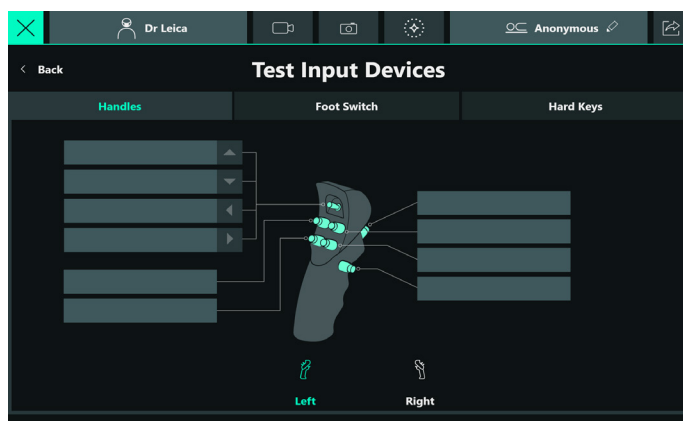 Dr Leica
Anonymous
Back
Test Input Devices
Handles
Foot Switch
Hard Keys
Left
Right